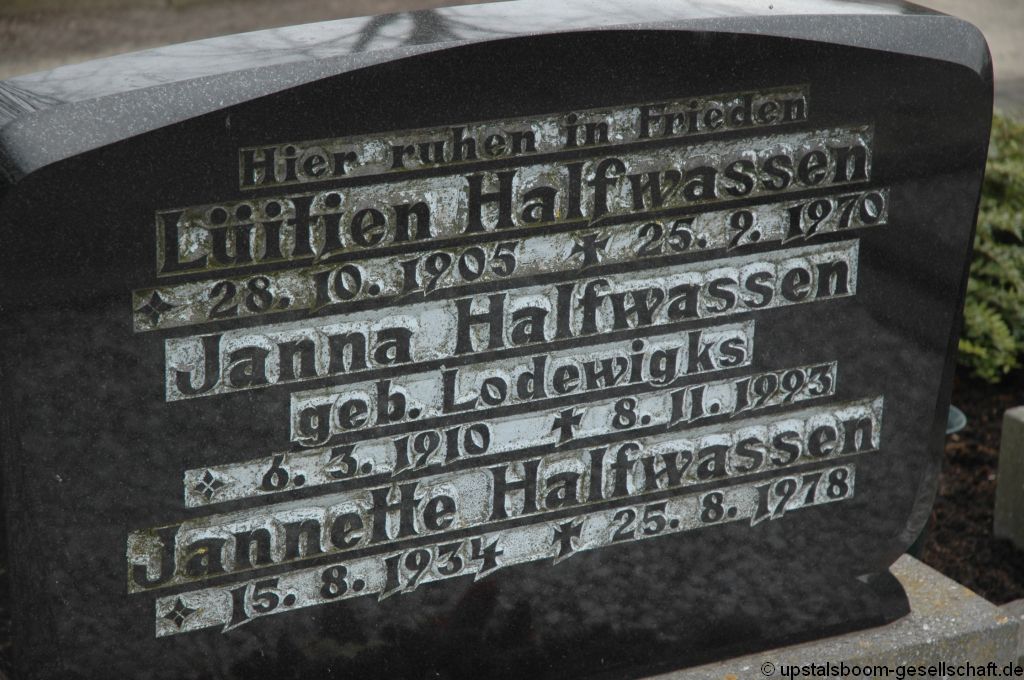 Hier ruhen in Frieden
Lüitjen Halfwassen
✧ 28. 10. 1905 ✝ 25. 9. 1970
Janna Halfwassen
geb. Lodewigks
✧ 6. 3. 1910 ✝ 8. 11. 1993
Jannette Halfwassen
✧ 15. 8. 1934 ✝ 25. 8. 1978
© upstalsboom-gesellschaft.de